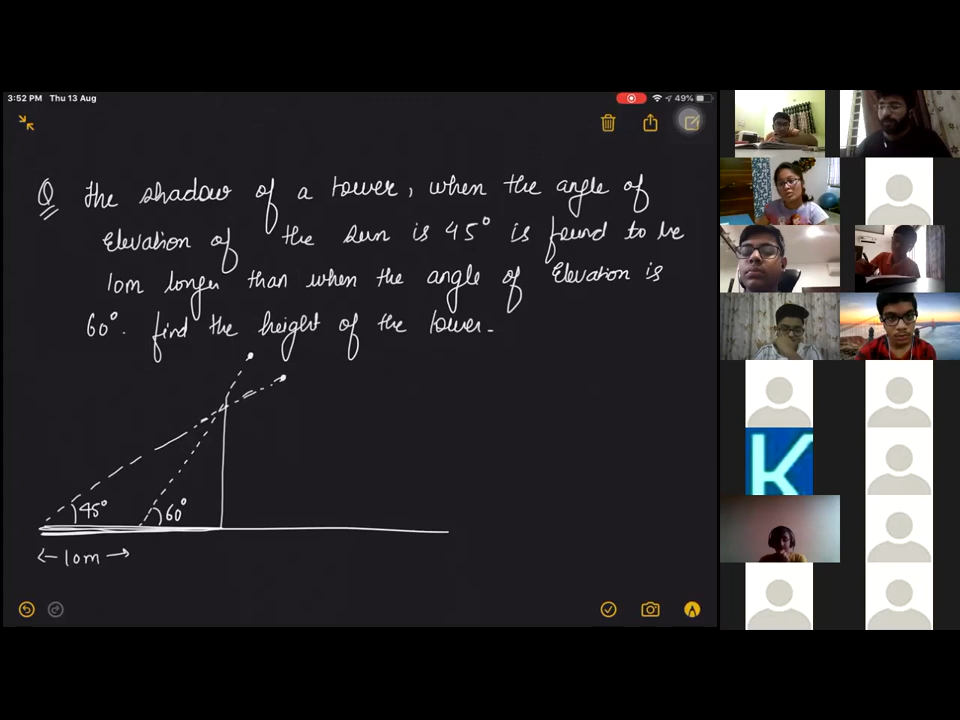 3:52 PM Thu 13 Aug
49%
Q The shadow of a tower, when the angle of
Elevation of the sun is 45° is found to be
10m longer than when the angle of Elevation is
60°. find the height of the tower.
45°
60°
10m
K